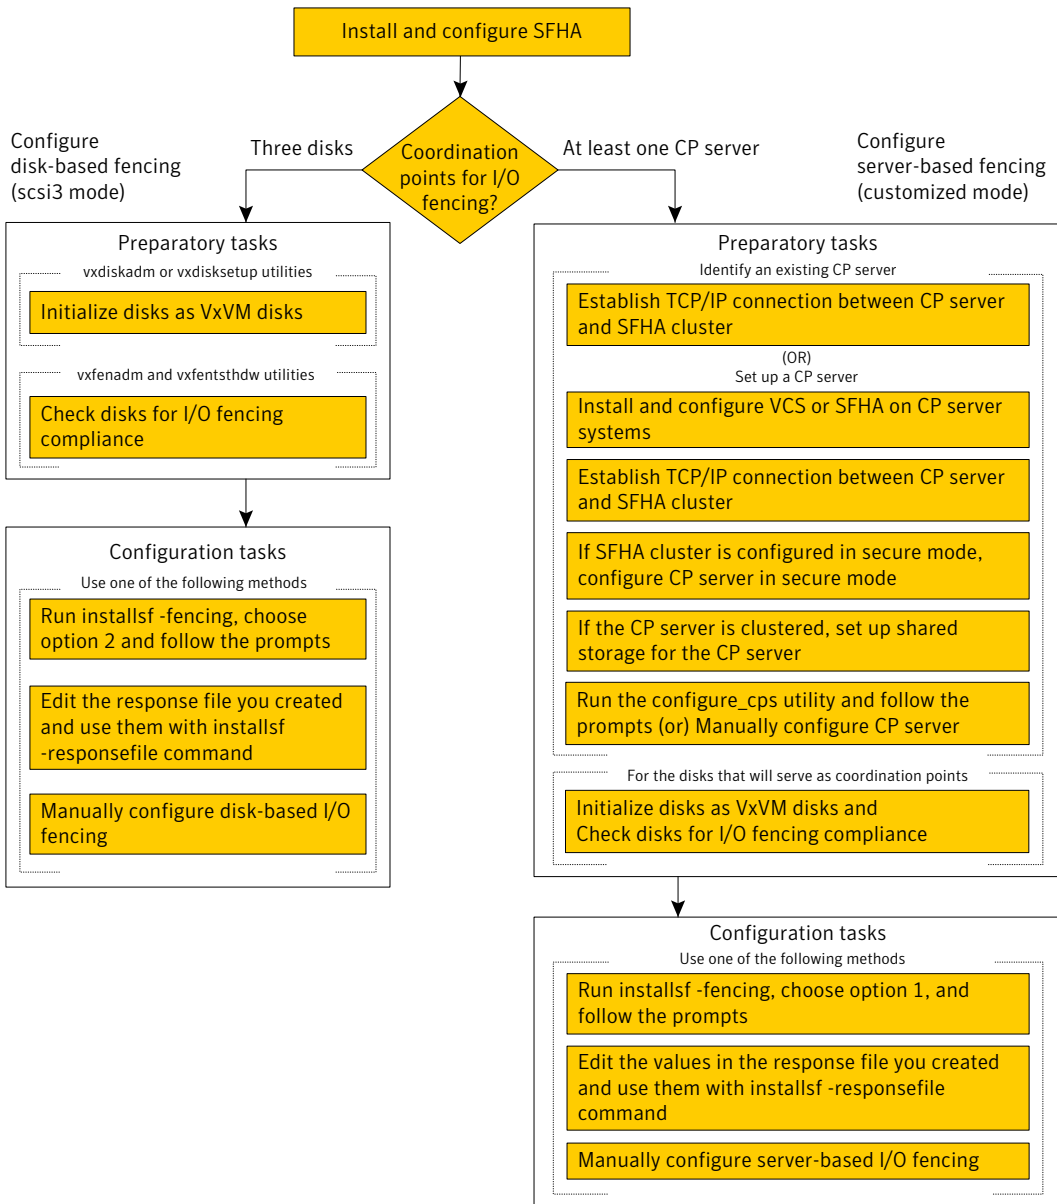 Install and configure SFHA
Configure
disk-based fencing
(scsi3 mode)
Three disks
Coordination
points for I/O
fencing?
At least one CP server
Configure
server-based fencing
(customized mode)
Preparatory tasks
vxdiskadm or vxdisksetup utilities
Initialize disks as VxVM disks
vxfenadm and vxfentsthdw utilities
Check disks for I/O fencing
compliance
Configuration tasks
Use one of the following methods
Run installsf -fencing, choose
option 2 and follow the prompts
Edit the response file you created
and use them with installsf
-responsefile command
Manually configure disk-based I/O
fencing
Preparatory tasks
Identify an existing CP server
Establish TCP/IP connection between CP server
and SFHA cluster
(OR)
Set up a CP server
Install and configure VCS or SFHA on CP server
systems
Establish TCP/IP connection between CP server
and SFHA cluster
If SFHA cluster is configured in secure mode,
configure CP server in secure mode
If the CP server is clustered, set up shared
storage for the CP server
Run the configure_cps utility and follow the
prompts (or) Manually configure CP server
For the disks that will serve as coordination points
Initialize disks as VxVM disks and
Check disks for I/O fencing compliance
Configuration tasks
Use one of the following methods
Run installsf -fencing, choose option 1, and
follow the prompts
Edit the values in the response file you created
and use them with installsf -responsefile
command
Manually configure server-based I/O fencing